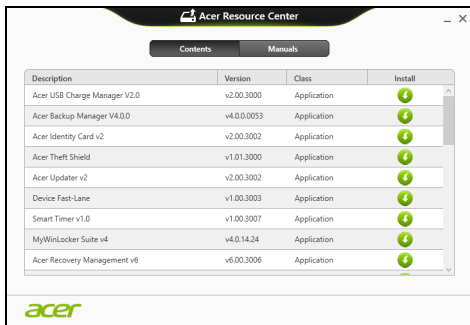 Acer Resource Center
Contents Manuals
Description Version Class Install
Acer USB Charge Manager V2.0 v2.00.3000 Application
Acer Backup Manager V4.0.0 v4.0.0.0053 Application
Acer Identity Card v2 v2.00.3002 Application
Acer Theft Shield v1.01.3000 Application
Acer Updater v2 v2.00.3002 Application
Device Fast-Lane v1.00.3003 Application
Smart Timer v1.0 v1.00.3007 Application
MyWinLocker Suite v4 v4.0.14.24 Application
Acer Recovery Management v6 v6.00.3006 Application
acer